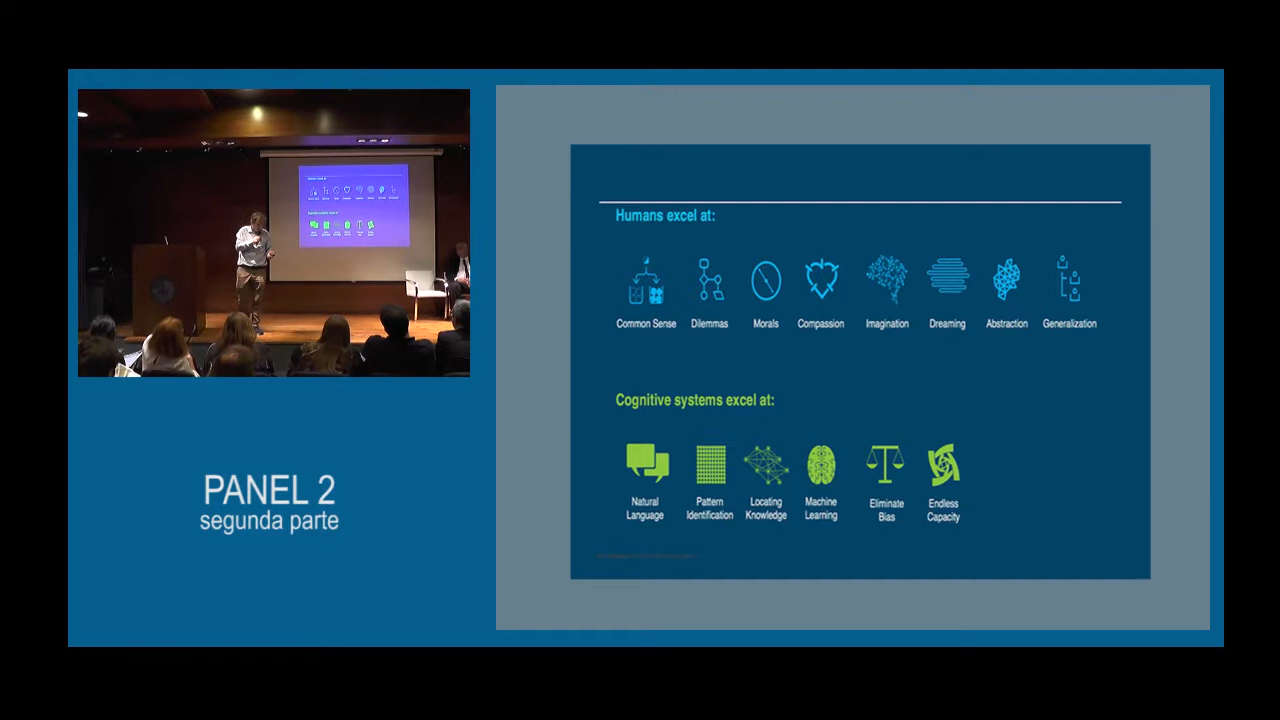 Humans excel at:
Common Sense
Dilemmas
Morals
Compassion
Imagination
Dreaming
Abstraction
Generalization
Cognitive systems excel at:
Natural
Language
Pattern
Identification
Locating
Knowledge
Machine
Learning
Eliminate
Bias
Endless
Capacity
PANEL 2
segunda parte